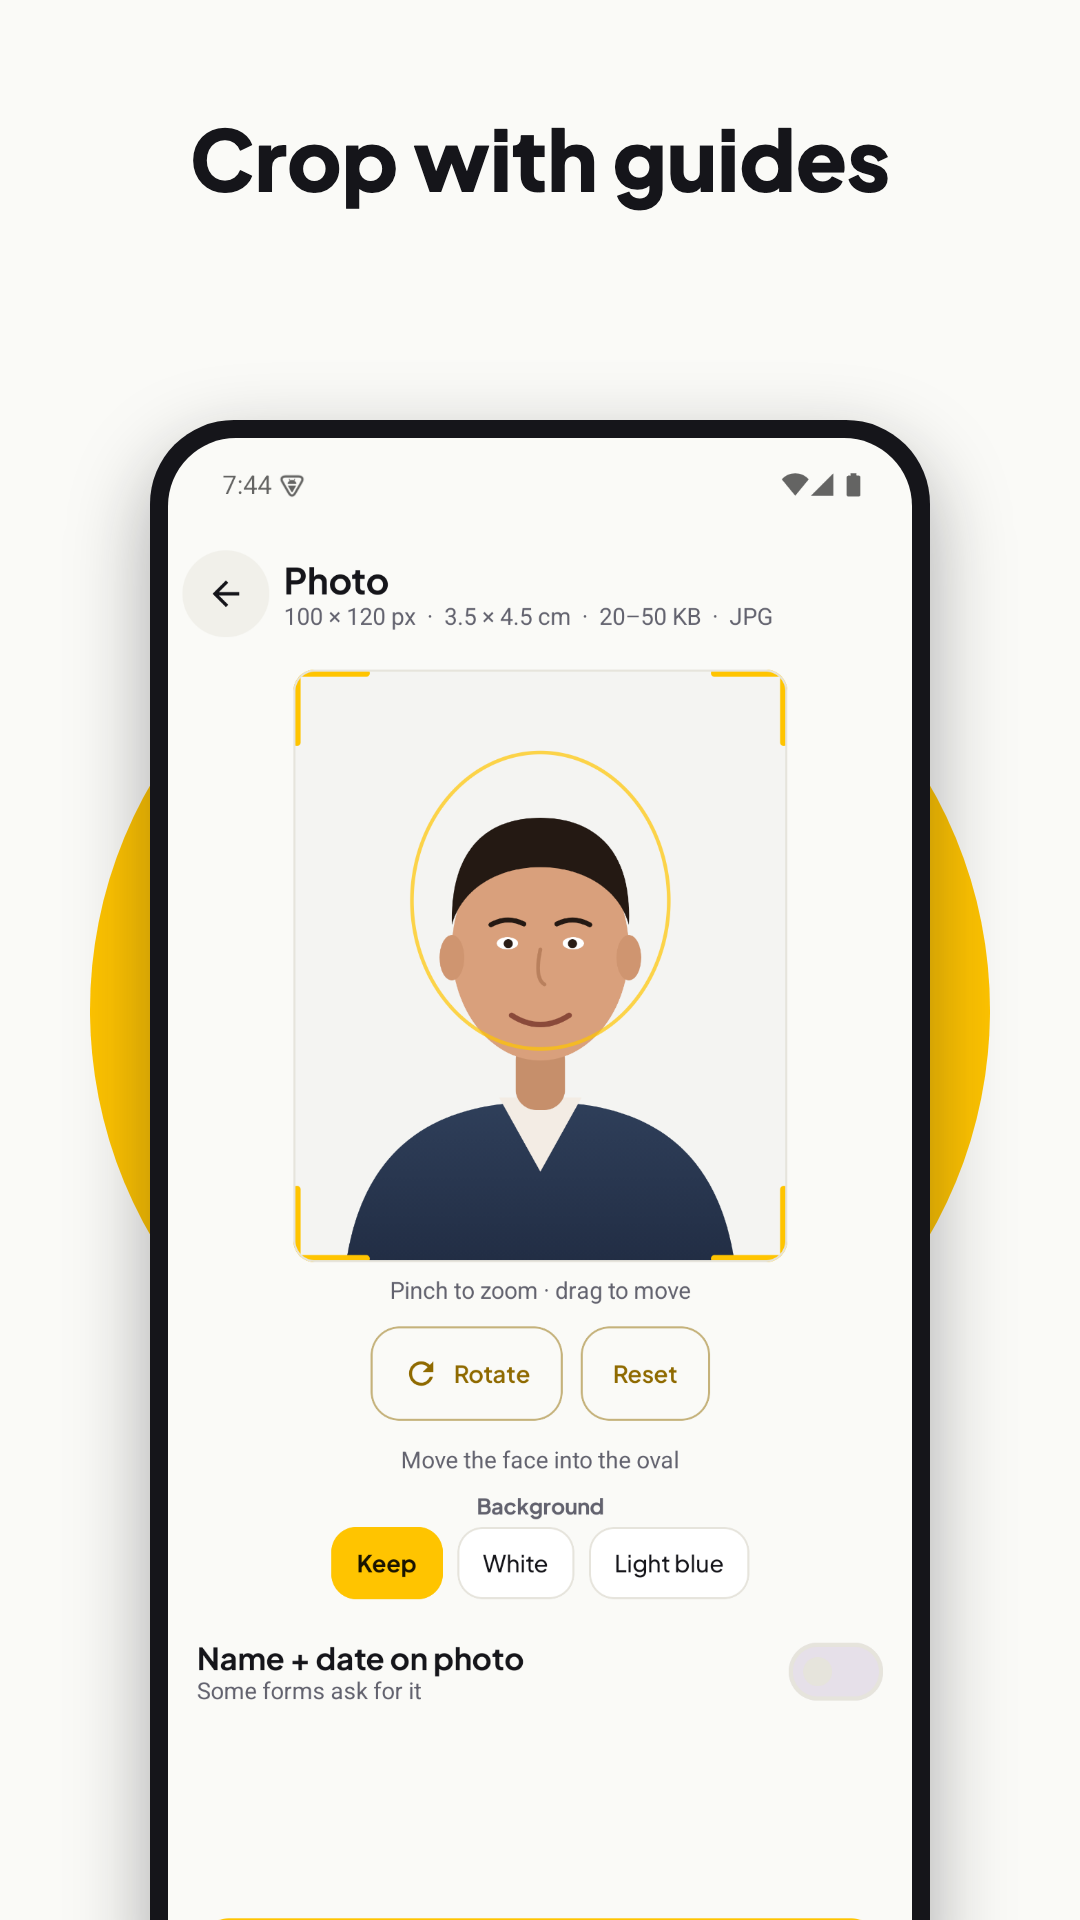 Crop with guides
7:44
Photo
100 × 120 px · 3.5 × 4.5 cm · 20–50 KB · JPG
Pinch to zoom · drag to move
Rotate
Reset
Move the face into the oval
Background
Keep
White
Light blue
Name + date on photo
Some forms ask for it